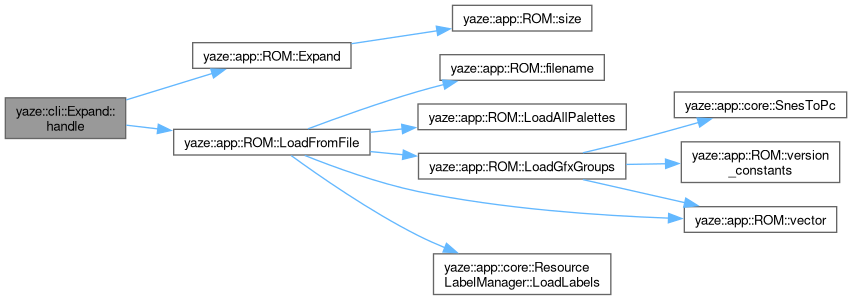 yaze::cli::Expand::
handle
yaze::app::ROM::Expand
yaze::app::ROM::size
yaze::app::ROM::LoadFromFile
yaze::app::ROM::filename
yaze::app::ROM::LoadAllPalettes
yaze::app::ROM::LoadGfxGroups
yaze::app::core::SnesToPc
yaze::app::ROM::version
_constants
yaze::app::ROM::vector
yaze::app::core::Resource
LabelManager::LoadLabels